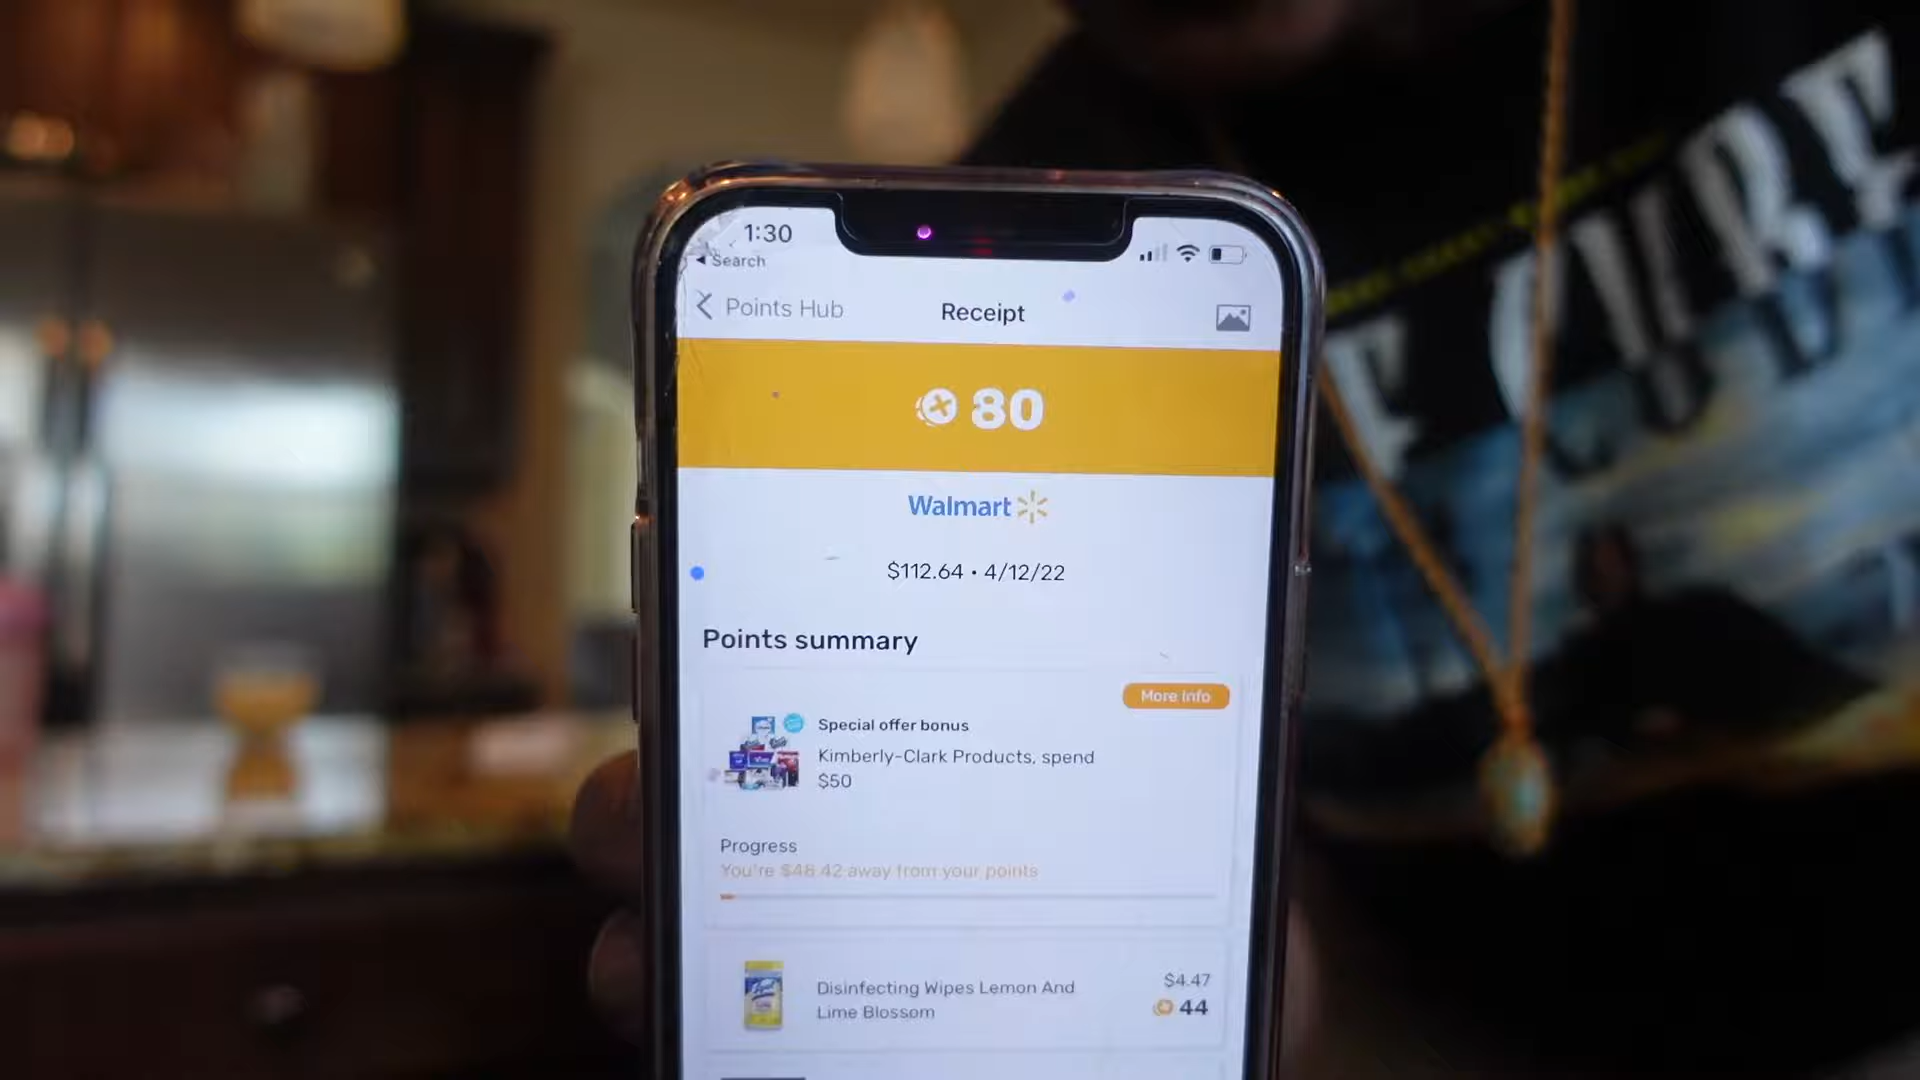 1:30
Search
Points Hub
Receipt
80
Walmart
$112.64 • 4/12/22
Points summary
More info
Special offer bonus
Kimberly-Clark Products, spend
$50
Progress
You're $48.42 away from your points
Disinfecting Wipes Lemon And
Lime Blossom
$4.47
44